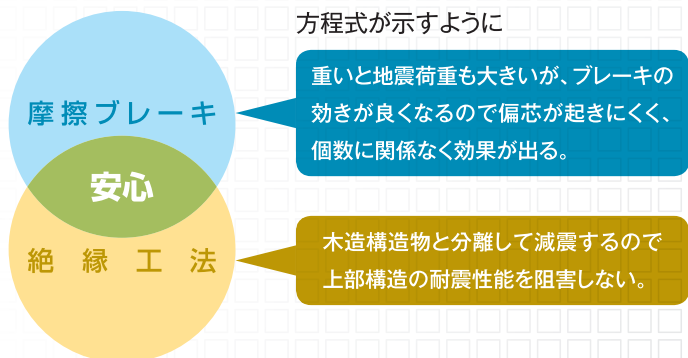 方程式が示すように
摩擦ブレーキ
重いと地震荷重も大きいが、ブレーキの
効きが良くなるので偏芯が起きにくく、
個数に関係なく効果が出る。
安心
絶縁工法
木造構造物と分離して減震するので
上部構造の耐震性能を阻害しない。